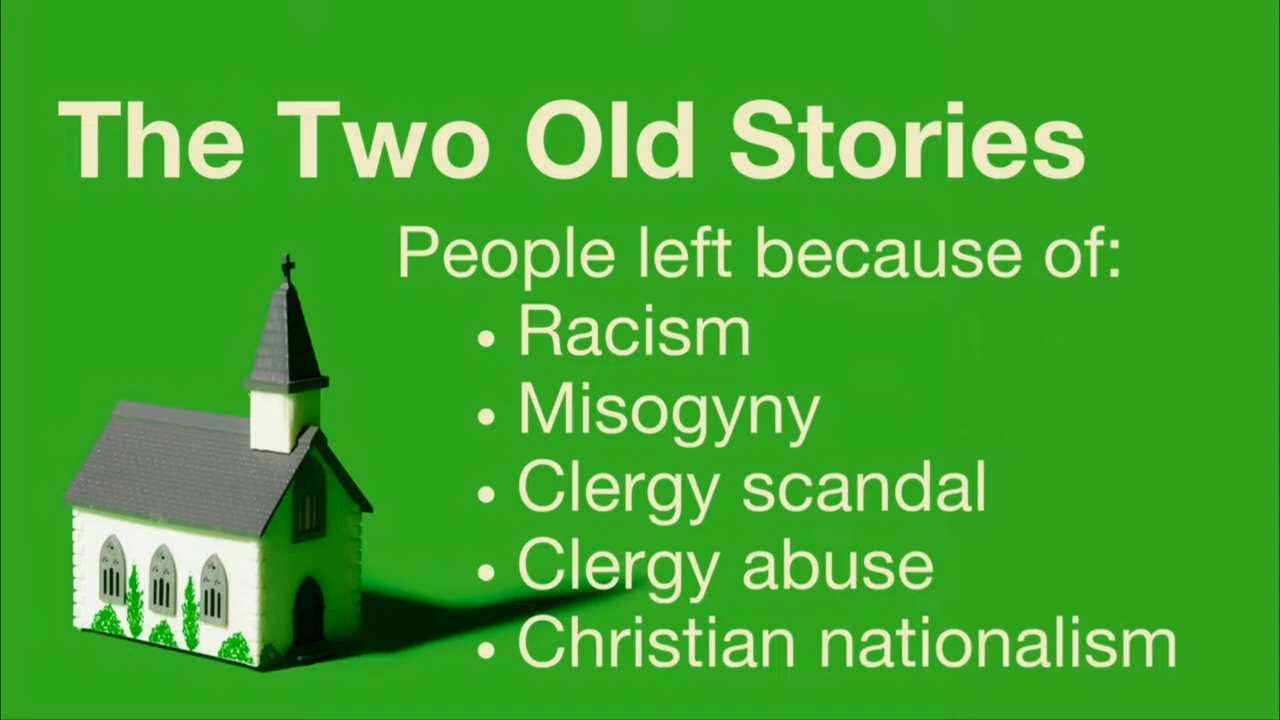 The Two Old Stories
People left because of:
• Racism
• Misogyny
• Clergy scandal
• Clergy abuse
• Christian nationalism